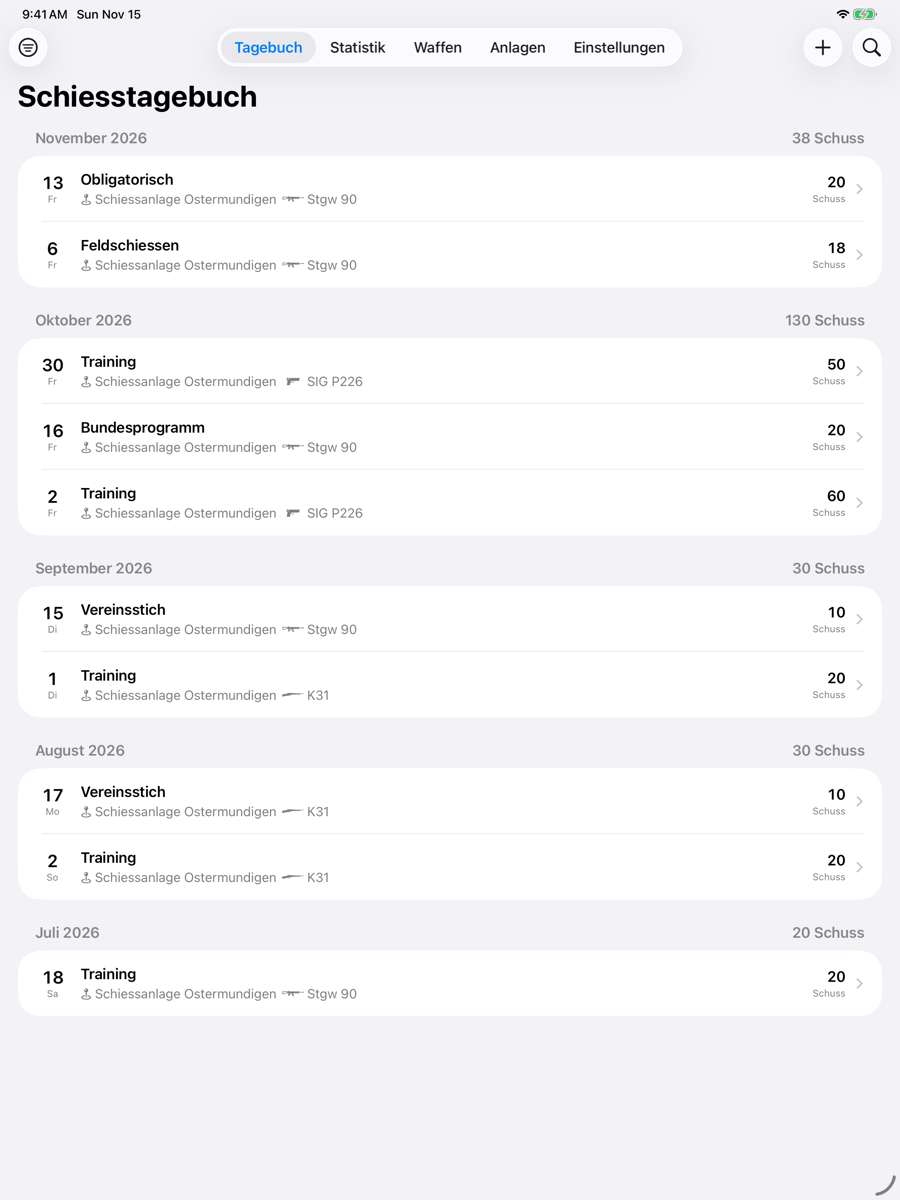 9:41 AM Sun Nov 15
Tagebuch Statistik Waffen Anlagen Einstellungen
Schiesstagebuch
November 2026 38 Schuss
13 Obligatorisch 20
Fr Schiessanlage Ostermundigen Stgw 90 Schuss
6 Feldschiessen 18
Fr Schiessanlage Ostermundigen Stgw 90 Schuss
Oktober 2026 130 Schuss
30 Training 50
Fr Schiessanlage Ostermundigen SIG P226 Schuss
16 Bundesprogramm 20
Fr Schiessanlage Ostermundigen Stgw 90 Schuss
2 Training 60
Fr Schiessanlage Ostermundigen SIG P226 Schuss
September 2026 30 Schuss
15 Vereinsstich 10
Di Schiessanlage Ostermundigen Stgw 90 Schuss
1 Training 20
Di Schiessanlage Ostermundigen K31 Schuss
August 2026 30 Schuss
17 Vereinsstich 10
Mo Schiessanlage Ostermundigen K31 Schuss
2 Training 20
So Schiessanlage Ostermundigen K31 Schuss
Juli 2026 20 Schuss
18 Training 20
Sa Schiessanlage Ostermundigen Stgw 90 Schuss